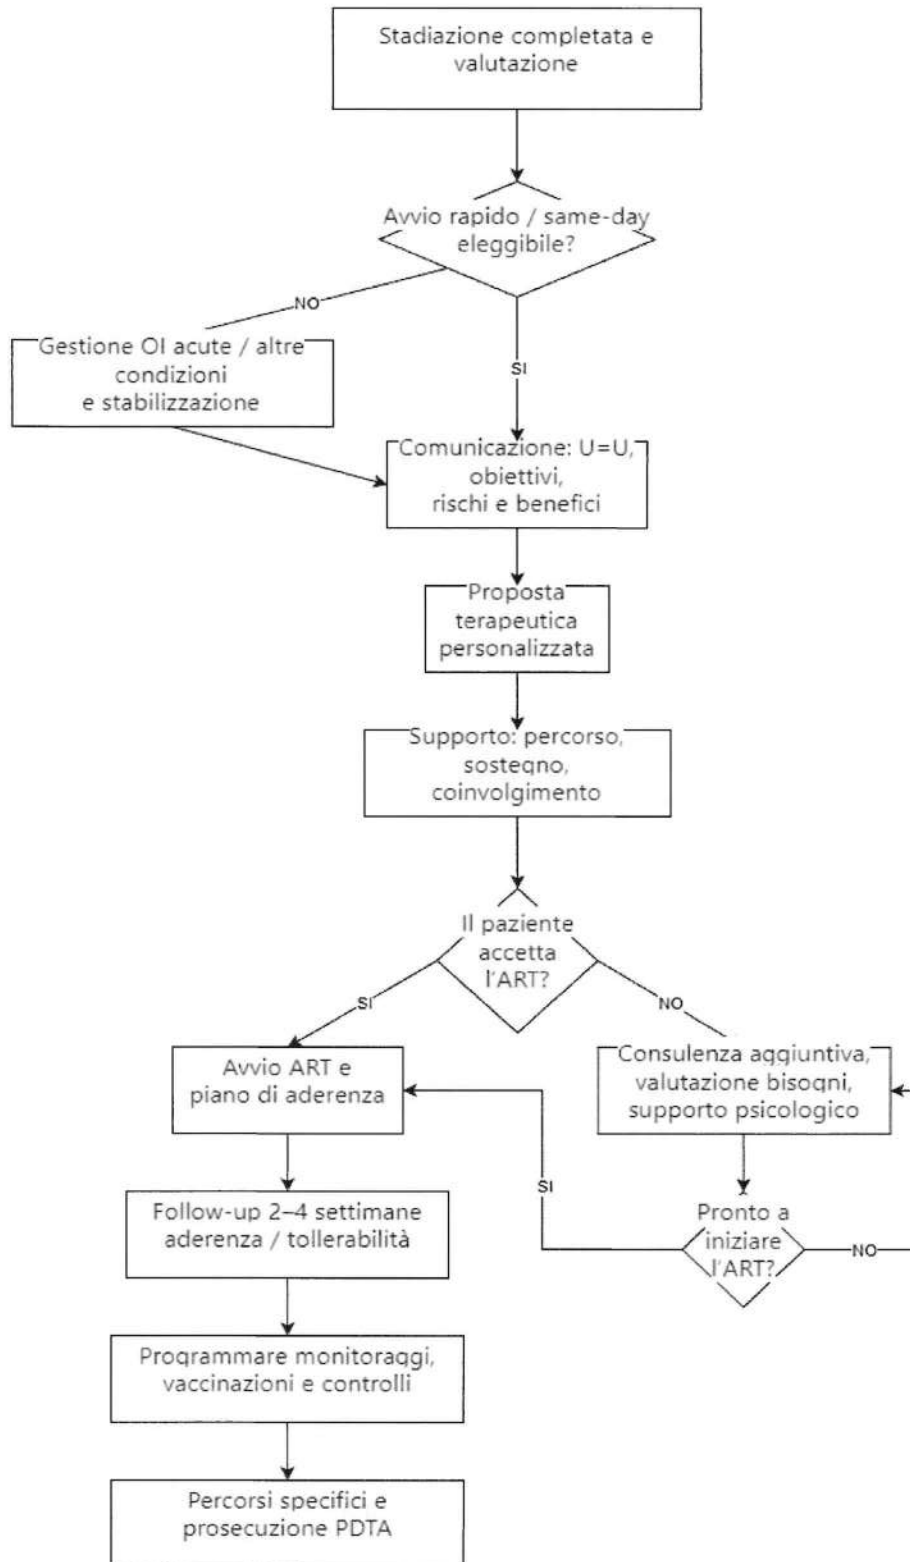 Stadiazione completata e
valutazione
Avvio rapido / same-day
eleggibile?
NO
Gestione OI acute / altre
condizioni
e stabilizzazione
SI
Comunicazione: U=U,
obiettivi,
rischi e benefici
Proposta
terapeutica
personalizzata
Supporto: percorso,
sostegno,
coinvolgimento
Il paziente
accetta
l'ART?
SI
NO
Avvio ART e
piano di aderenza
Consulenza aggiuntiva,
valutazione bisogni,
supporto psicologico
SI
Pronto a
iniziare
l'ART?
NO
Follow-up 2–4 settimane
aderenza / tollerabilità
Programmare monitoraggi,
vaccinazioni e controlli
Percorsi specifici e
prosecuzione PDTA